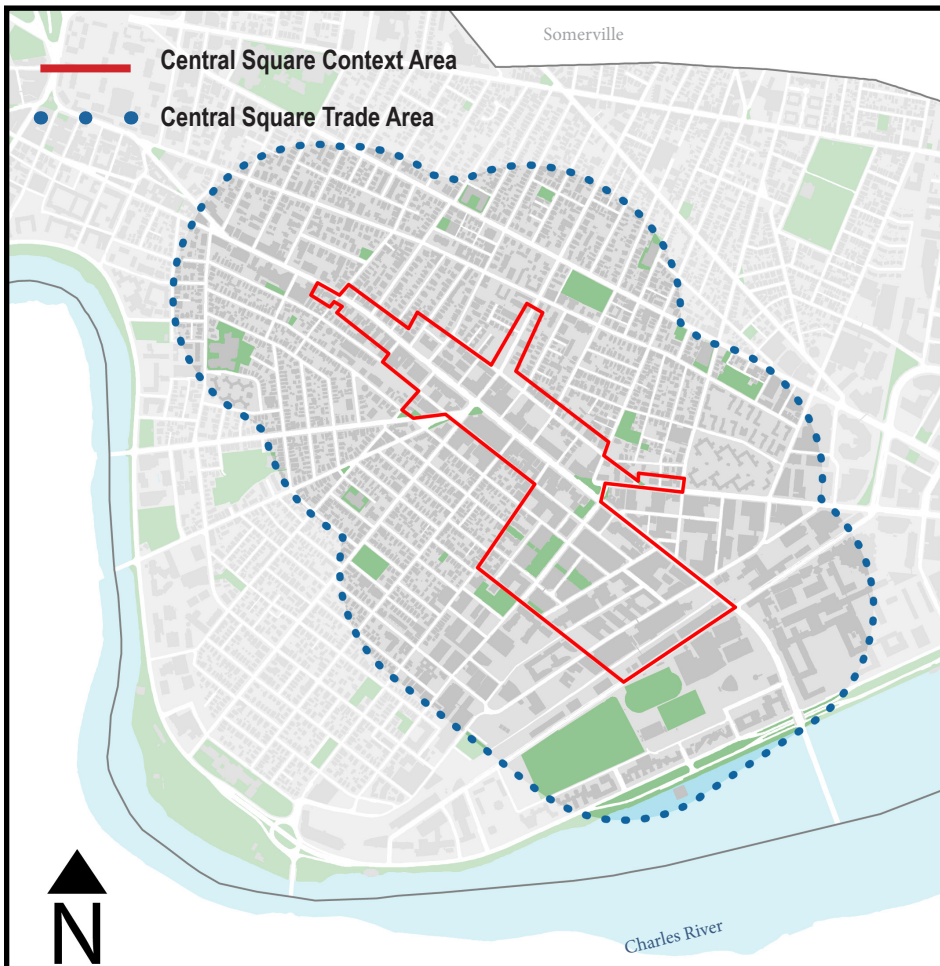 Somerville
Central Square Context Area
Central Square Trade Area
N
Charles River